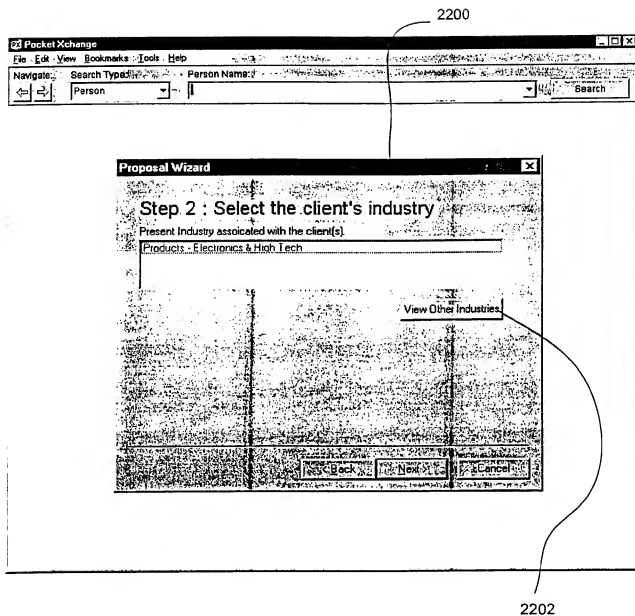 2200
Pocket Xchange
File Edit View Bookmarks Tools Help
Navigate: Search Type: Person Name:
Person Search
Proposal Wizard
Step 2 : Select the client's industry
Present Industry assoicated with the client(s).
Products - Electronics & High Tech
View Other Industries
< Back Next > Cancel
2202